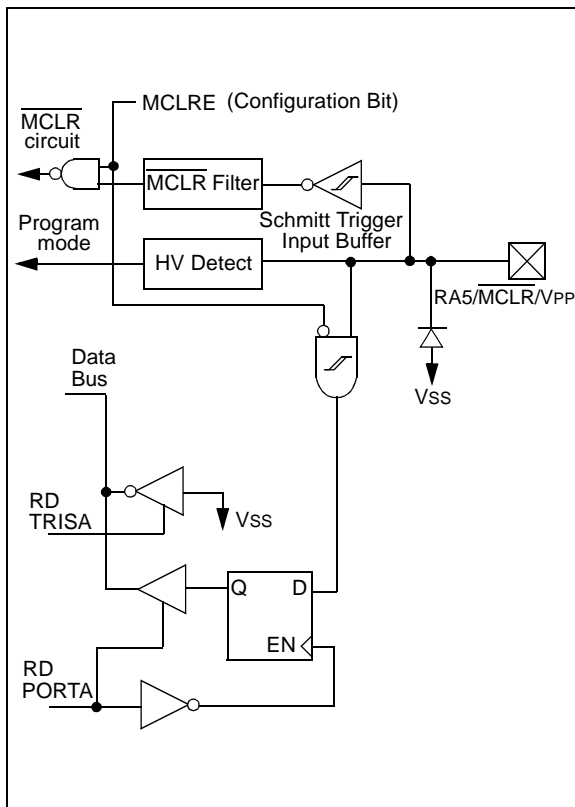 MCLRE (Configuration Bit)
MCLR
circuit
MCLR Filter
Schmitt Trigger
Input Buffer
Program
mode
HV Detect
RA5/MCLR/VPP
VSS
Data
Bus
RD
TRISA
VSS
Q
D
EN
RD
PORTA